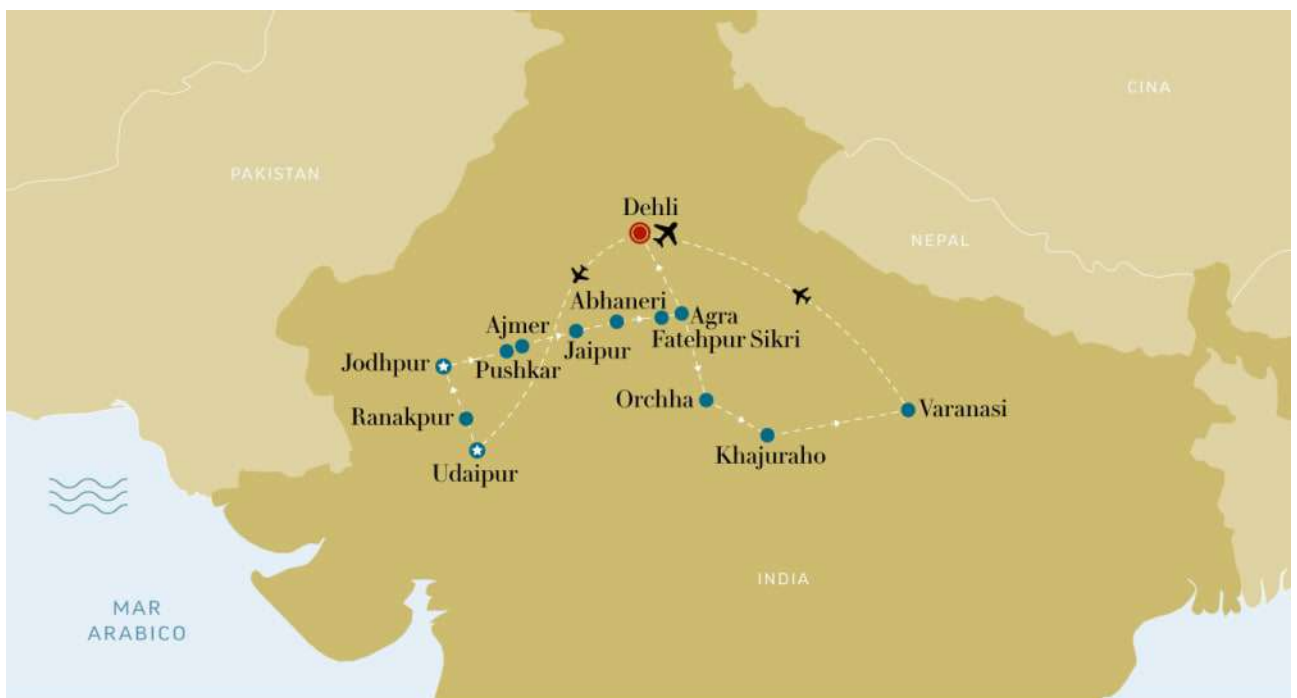 CINA
PAKISTAN
Dehli
NEPAL
Abhaneri
Agra
Ajmer
Fatehpur Sikri
Jaipur
Jodhpur
Pushkar
Orchha
Varanasi
Ranakpur
Khajuraho
Udaipur
INDIA
MAR
ARABICO